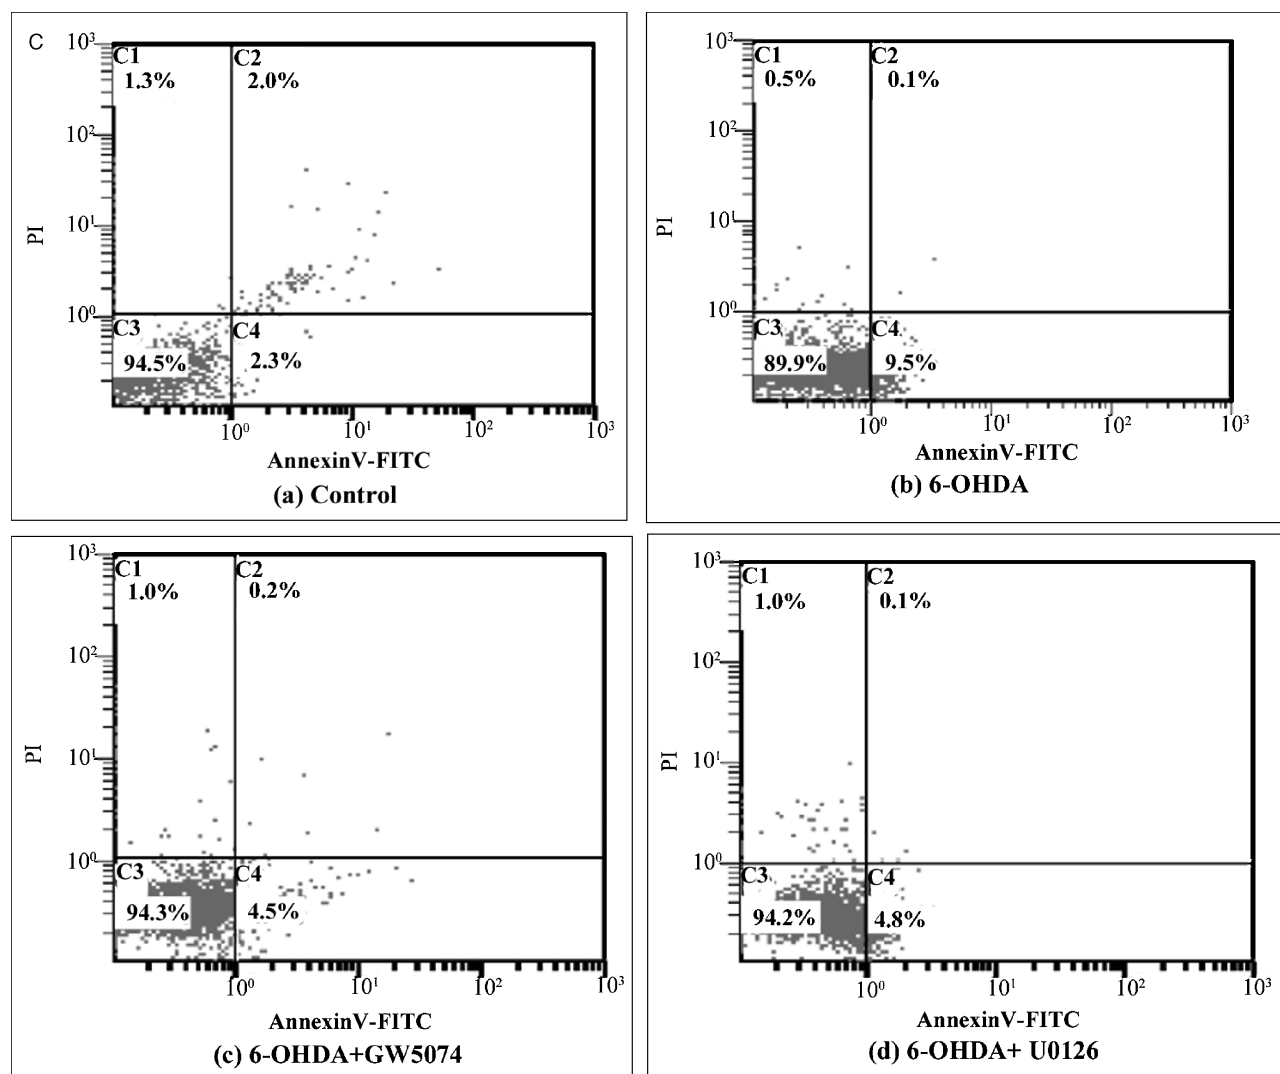 C
10³
C1
C2
1.3%
2.0%
10²
10¹
PI
10⁰
C3
C4
94.5%
2.3%
10⁰ 10¹ 10² 10³
AnnexinV-FITC
(a) Control
10³
C1
C2
0.5%
0.1%
10²
10¹
PI
10⁰
C3
C4
89.9%
9.5%
10⁰ 10¹ 10² 10³
AnnexinV-FITC
(b) 6-OHDA
10³
C1
C2
1.0%
0.2%
10²
10¹
PI
10⁰
C3
C4
94.3%
4.5%
10⁰ 10¹ 10² 10³
AnnexinV-FITC
(c) 6-OHDA+GW5074
10³
C1
C2
1.0%
0.1%
10²
10¹
PI
10⁰
C3
C4
94.2%
4.8%
10⁰ 10¹ 10² 10³
AnnexinV-FITC
(d) 6-OHDA+ U0126